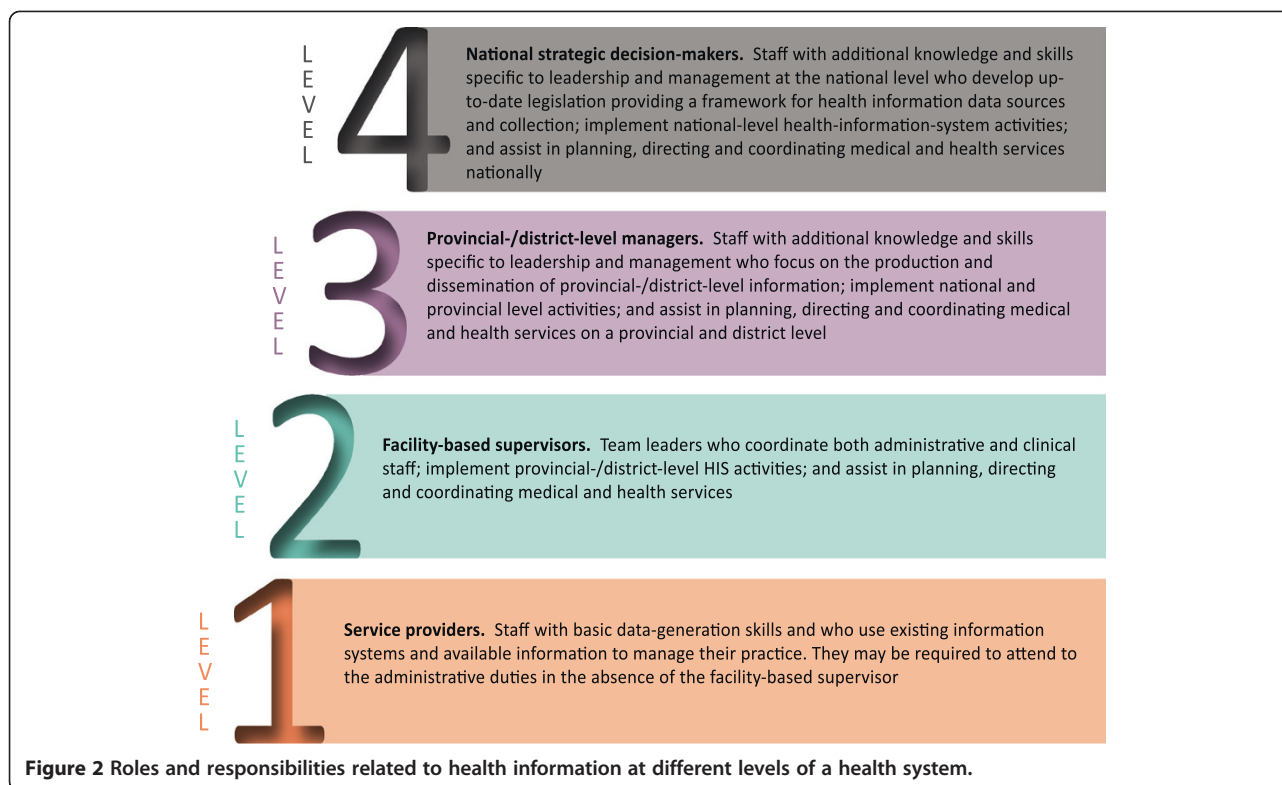 LEVEL
4
National strategic decision-makers. Staff with additional knowledge and skills
specific to leadership and management at the national level who develop up-
to-date legislation providing a framework for health information data sources
and collection; implement national-level health-information-system activities;
and assist in planning, directing and coordinating medical and health services
nationally
LEVEL
3
Provincial-/district-level managers. Staff with additional knowledge and skills
specific to leadership and management who focus on the production and
dissemination of provincial-/district-level information; implement national and
provincial level activities; and assist in planning, directing and coordinating medical
and health services on a provincial and district level
LEVEL
2
Facility-based supervisors. Team leaders who coordinate both administrative and clinical
staff; implement provincial-/district-level HIS activities; and assist in planning, directing
and coordinating medical and health services
LEVEL
1
Service providers. Staff with basic data-generation skills and who use existing information
systems and available information to manage their practice. They may be required to attend to
the administrative duties in the absence of the facility-based supervisor
Figure 2 Roles and responsibilities related to health information at different levels of a health system.